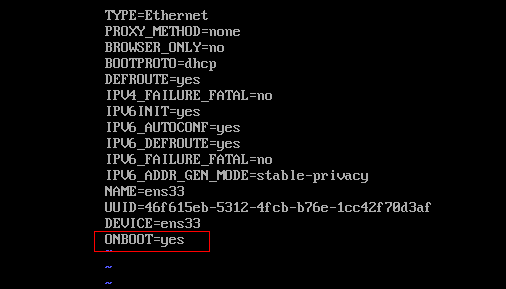 TYPE=Ethernet
PROXY_METHOD=none
BROWSER_ONLY=no
BOOTPROTO=dhcp
DEFROUTE=yes
IPV4_FAILURE_FATAL=no
IPV6INIT=yes
IPV6_AUTOCONF=yes
IPV6_DEFROUTE=yes
IPV6_FAILURE_FATAL=no
IPV6_ADDR_GEN_MODE=stable-privacy
NAME=ens33
UUID=46f615eb-5312-4fcb-b76e-1cc42f70d3af
DEVICE=ens33
ONBOOT=yes
~
~
~